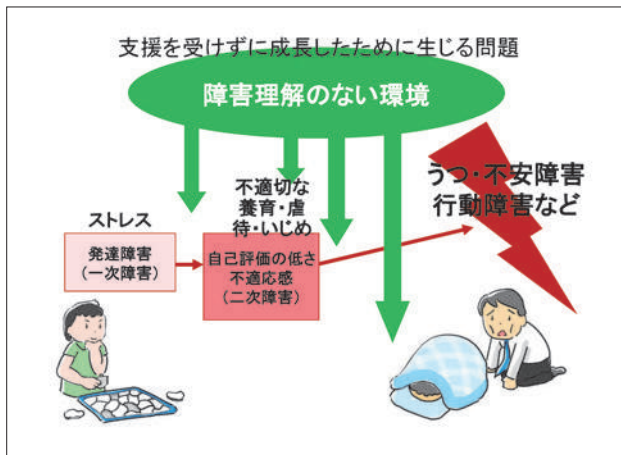 支援を受けずに成長したために生じる問題
障害理解のない環境
不適切な
養育・虐
待・いじめ
うつ・不安障害
行動障害など
ストレス
発達障害
（一次障害）
自己評価の低さ
不適応感
（二次障害）